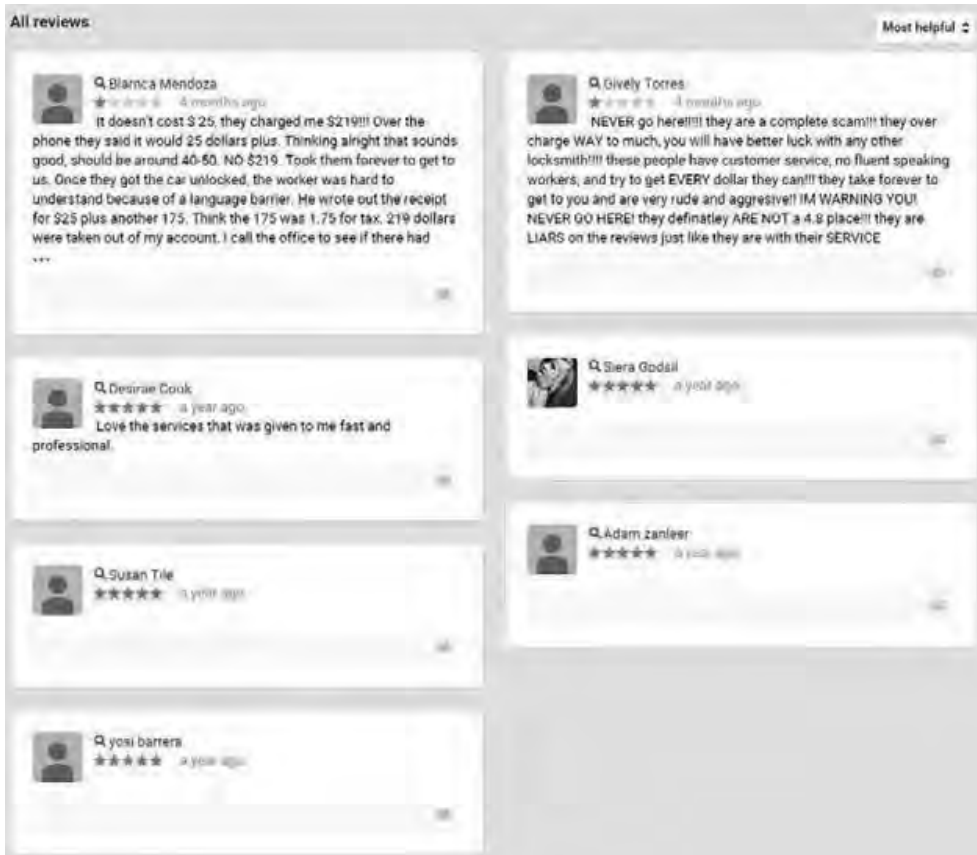 All reviews
Most helpful
Bianca Mendoza
4 months ago
It doesn't cost $ 25, they charged me $219!!! Over the
phone they said it would 25 dollars plus. Thinking alright that sounds
good, should be around 40-50. NO $219. Took them forever to get to
us. Once they got the car unlocked, the worker was hard to
understand because of a language barrier. He wrote out the receipt
for $25 plus another 175. Think the 175 was 1.75 for tax. 219 dollars
were taken out of my account. I call the office to see if there had
...
Gively Torres
4 months ago
NEVER go here!!!!! they are a complete scam!!! they over
charge WAY to much, you will have better luck with any other
locksmith!!!! these people have customer service, no fluent speaking
workers, and try to get EVERY dollar they can!!! they take forever to
get to you and are very rude and aggresive!! IM WARNING YOU!
NEVER GO HERE! they definatley ARE NOT a 4.8 place!!! they are
LIARS on the reviews just like they are with their SERVICE
Desirae Cook
a year ago
Love the services that was given to me fast and
professional.
Siera Godsil
a year ago
Susan Tile
a year ago
Adam zanleer
a year ago
yosi barrera
a year ago